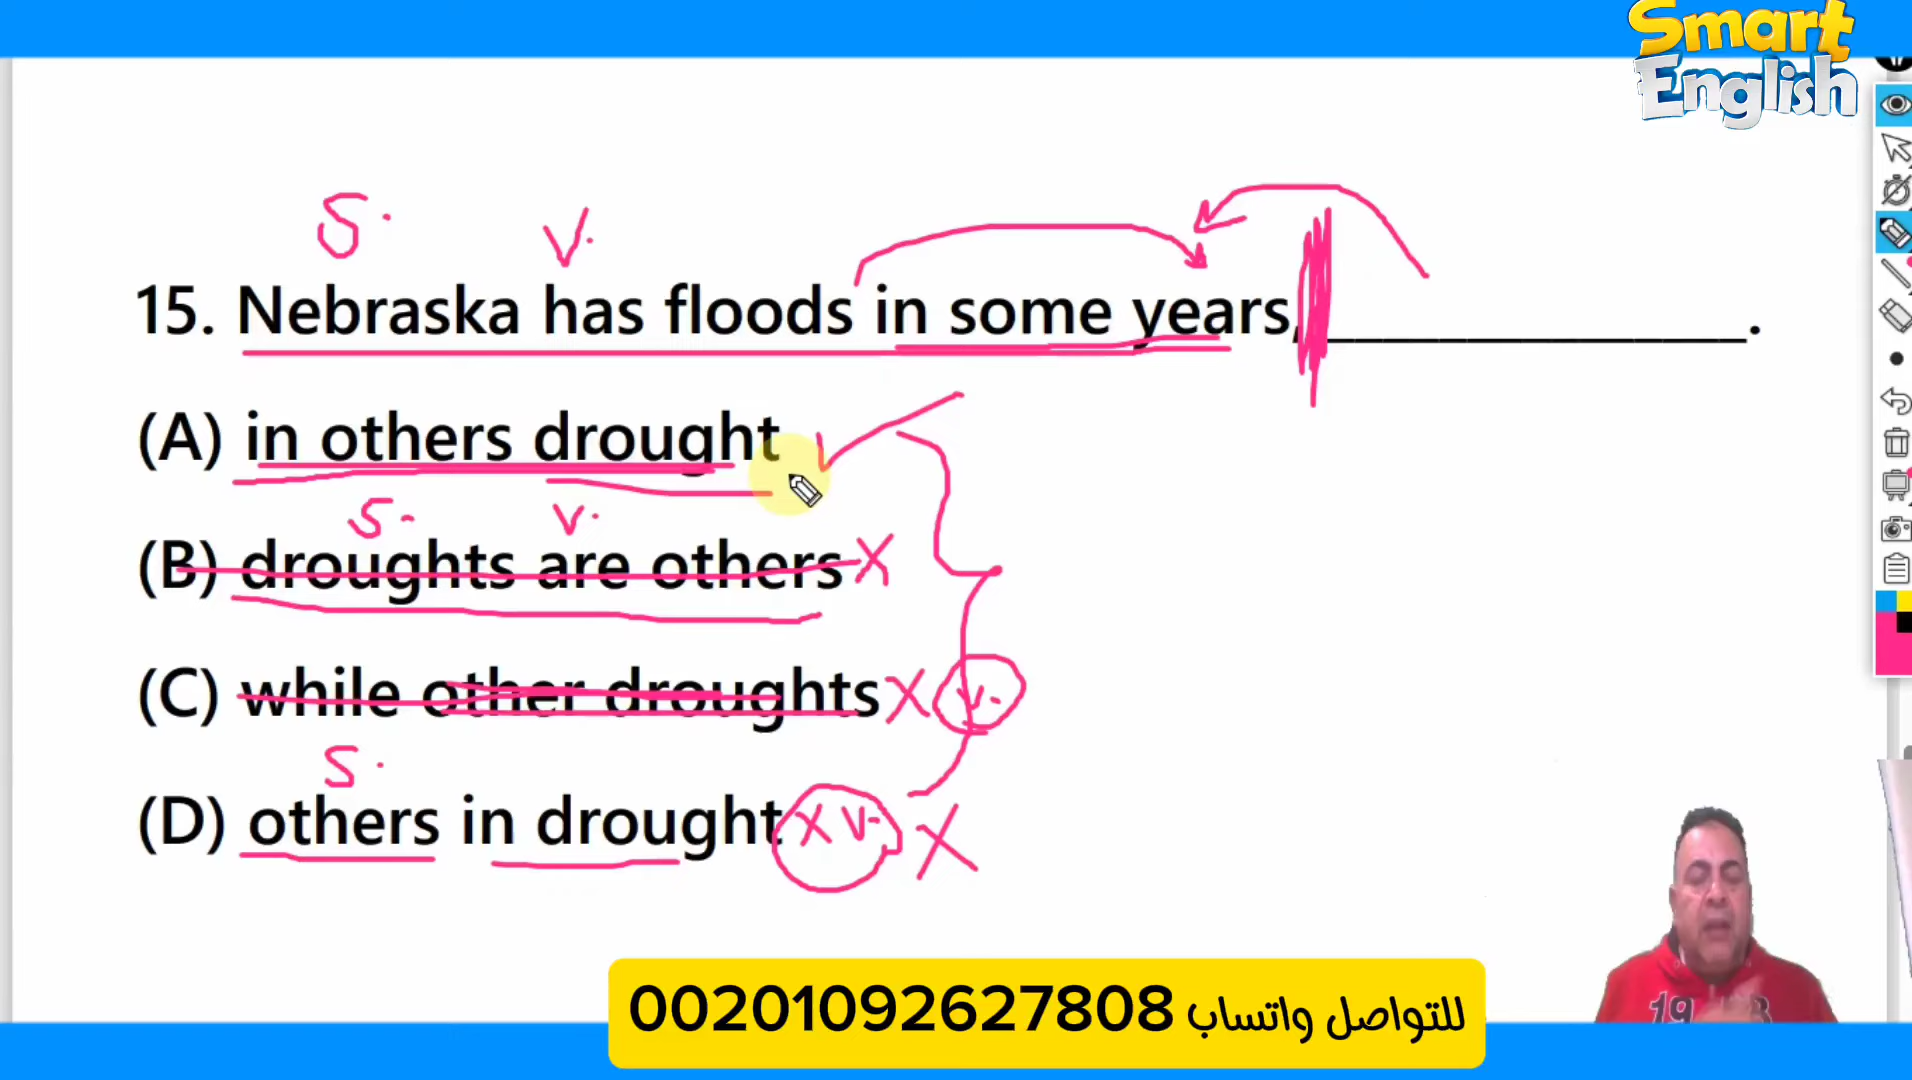 Smart
English
S. V.
15. Nebraska has floods in some years, ____________.
(A) in others drought
S. V.
(B) droughts are others X
(C) while other droughts X V.
S.
(D) others in drought X V. X
للتواصل واتساب 00201092627808